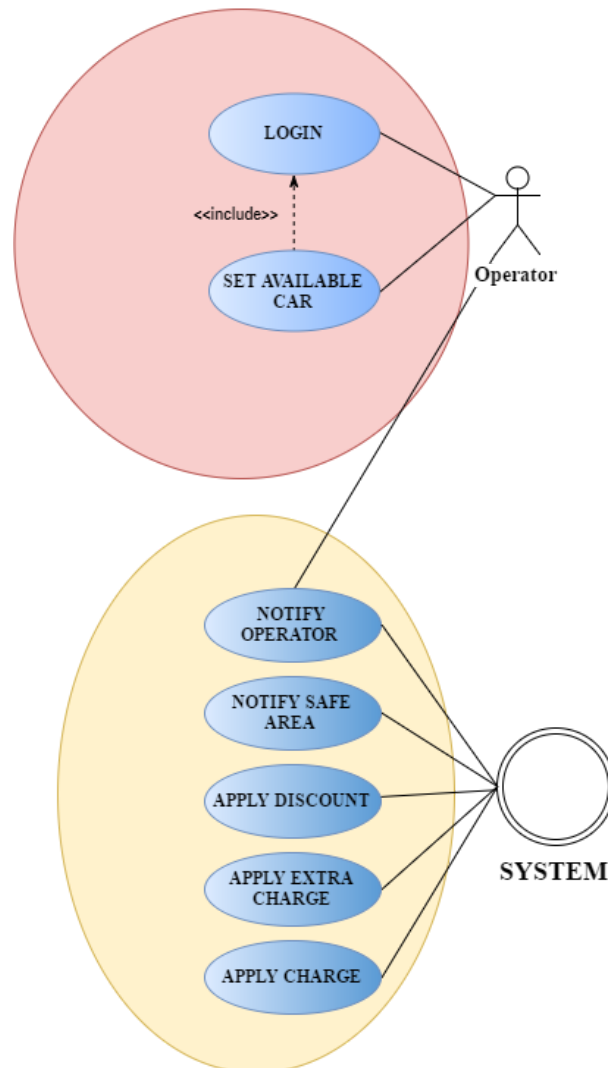 LOGIN
<<include>>
SET AVAILABLE
CAR
Operator
NOTIFY
OPERATOR
NOTIFY SAFE
AREA
APPLY DISCOUNT
SYSTEM
APPLY EXTRA
CHARGE
APPLY CHARGE